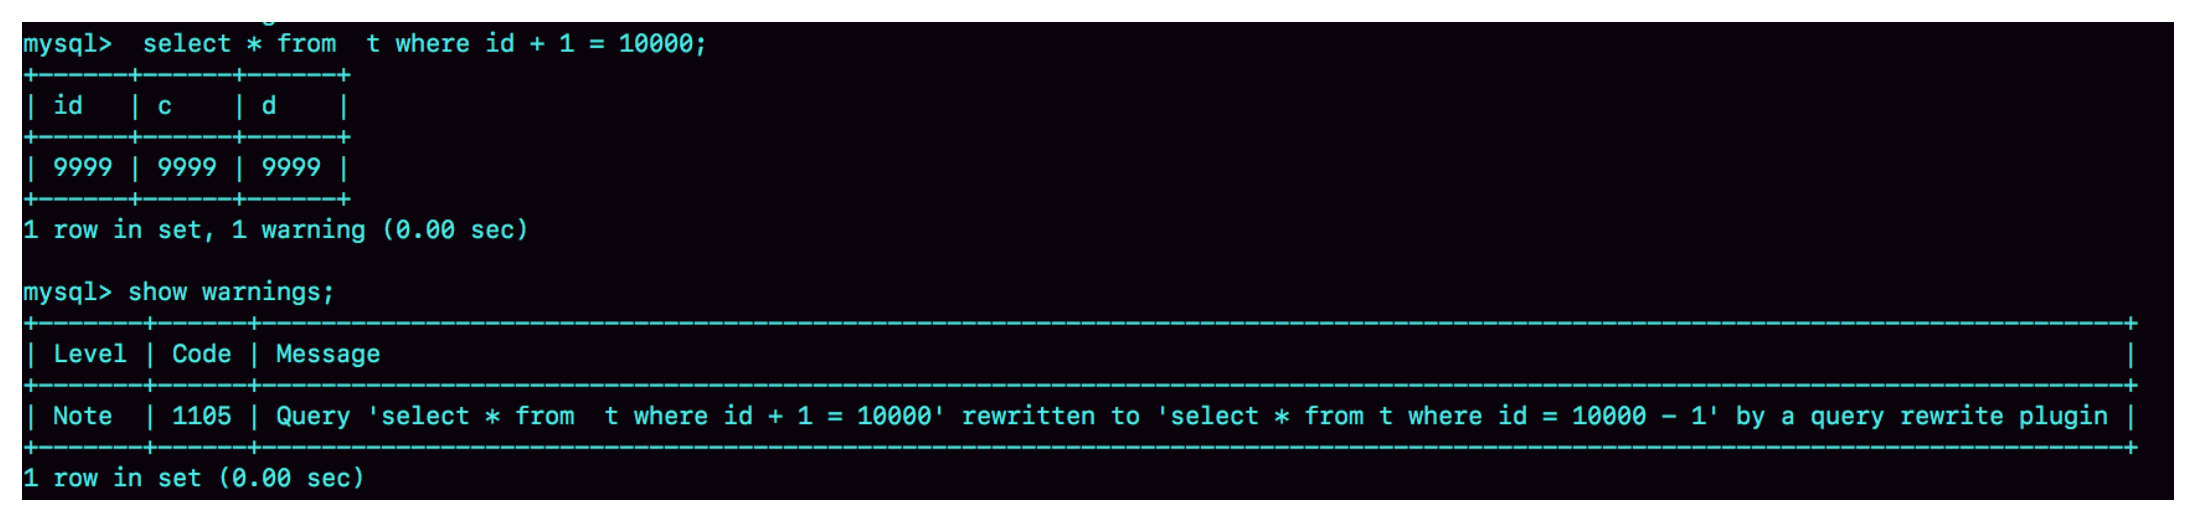 mysql>  select * from  t where id + 1 = 10000;
+------+------+------+
| id   | c    | d    |
+------+------+------+
| 9999 | 9999 | 9999 |
+------+------+------+
1 row in set, 1 warning (0.00 sec)
mysql> show warnings;
+-------+------+------------------------------------------------------------------------------------------------------------------------------+
| Level | Code | Message                                                                                                                      |
+-------+------+------------------------------------------------------------------------------------------------------------------------------+
| Note  | 1105 | Query 'select * from  t where id + 1 = 10000' rewritten to 'select * from t where id = 10000 - 1' by a query rewrite plugin |
+-------+------+------------------------------------------------------------------------------------------------------------------------------+
1 row in set (0.00 sec)